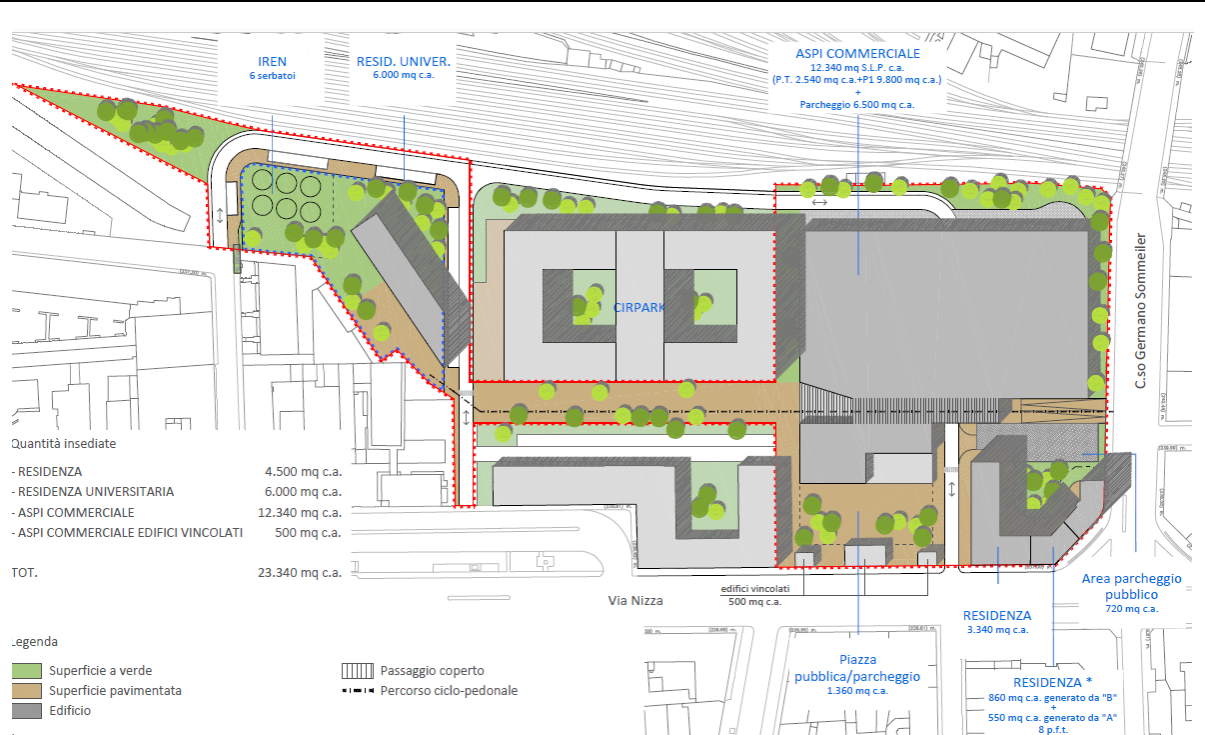 IREN
6 serbatoi
RESID. UNIVER.
6.000 mq c.a.
ASPI COMMERCIALE
12.340 mq S.L.P. c.a.
(P.T. 2.540 mq c.a.+P1 9.800 mq c.a.)
+
Parcheggio 6.500 mq c.a.
CIRPARK
C.so Germano Sommeiler
Quantità insediate
- RESIDENZA 4.500 mq c.a.
- RESIDENZA UNIVERSITARIA 6.000 mq c.a.
- ASPI COMMERCIALE 12.340 mq c.a.
- ASPI COMMERCIALE EDIFICI VINCOLATI 500 mq c.a.
TOT. 23.340 mq c.a.
Via Nizza
edifici vincolati
500 mq c.a.
Area parcheggio
pubblico
720 mq c.a.
RESIDENZA
3.340 mq c.a.
Piazza
pubblica/parcheggio
1.360 mq c.a.
RESIDENZA *
860 mq c.a. generato da "B"
+
550 mq c.a. generato da "A"
8 p.f.t.
Legenda
Superficie a verde
Superficie pavimentata
Edificio
Passaggio coperto
Percorso ciclo-pedonale